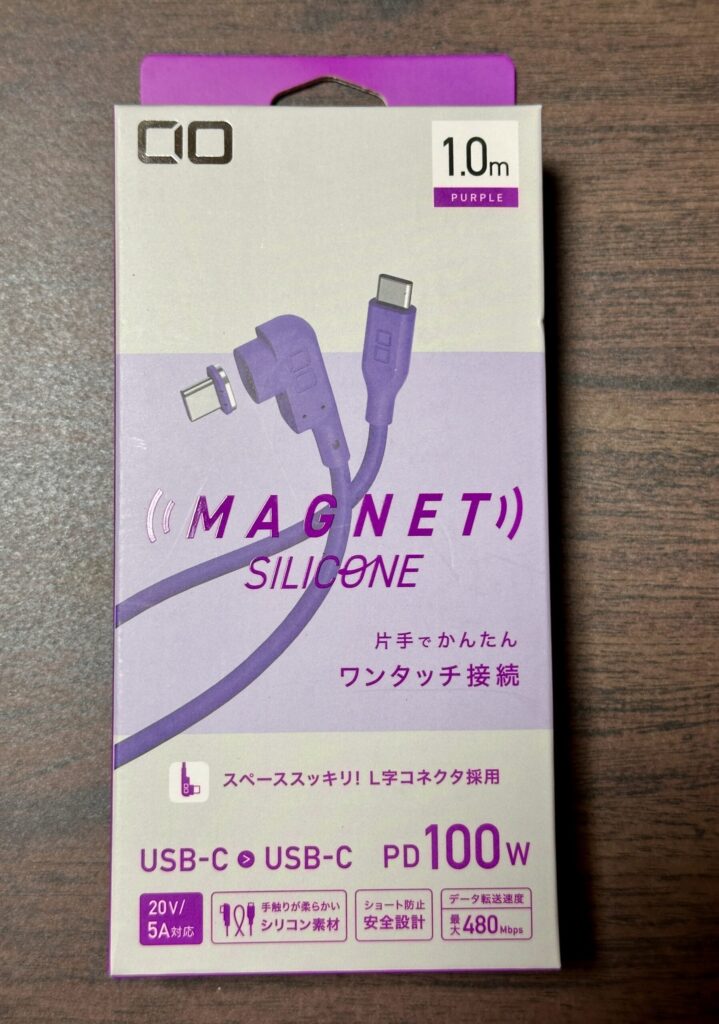 CIO
1.0m
PURPLE
MAGNET
SILICONE
片手でかんたん
ワンタッチ接続
スペーススッキリ! L字コネクタ採用
USB-C > USB-C PD 100W
20V/
5A対応
手触りが柔らかい
シリコン素材
ショート防止
安全設計
データ転送速度
最大480Mbps